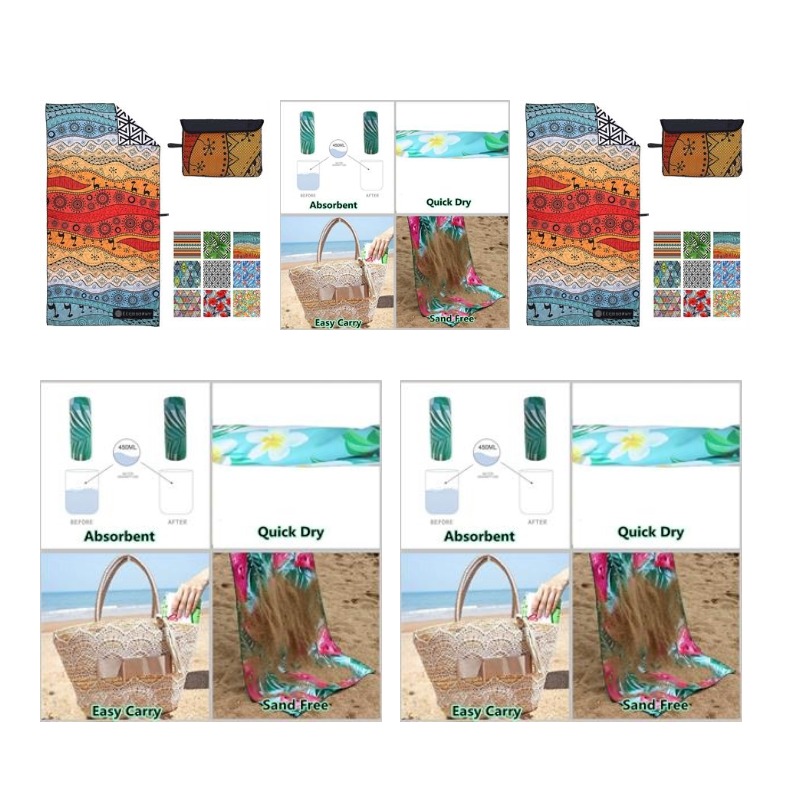 450ML
BEFORE
AFTER
Absorbent
Quick Dry
Easy Carry
Sand Free
450ML
BEFORE
AFTER
Absorbent
Quick Dry
Easy Carry
Sand Free
450ML
BEFORE
AFTER
Absorbent
Quick Dry
Easy Carry
Sand Free